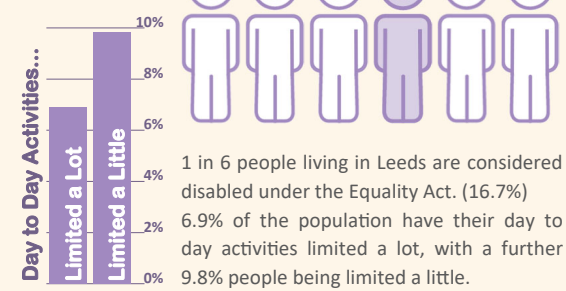 Day to Day Activities...
Limited a Lot
Limited a Little
10%
8%
6%
4%
2%
0%
1 in 6 people living in Leeds are considered
disabled under the Equality Act. (16.7%)
6.9% of the population have their day to
day activities limited a lot, with a further
9.8% people being limited a little.